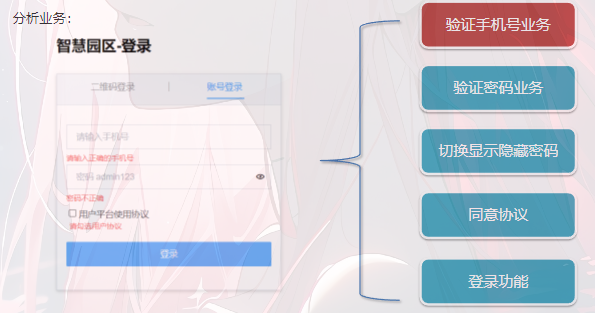 分析业务：
智慧园区-登录
二维码登录 | 账号登录
请输入手机号
请输入正确的手机号
密码 admin123
密码不正确
用户平台使用协议
请勾选用户协议
登录
验证手机号业务
验证密码业务
切换显示隐藏密码
同意协议
登录功能